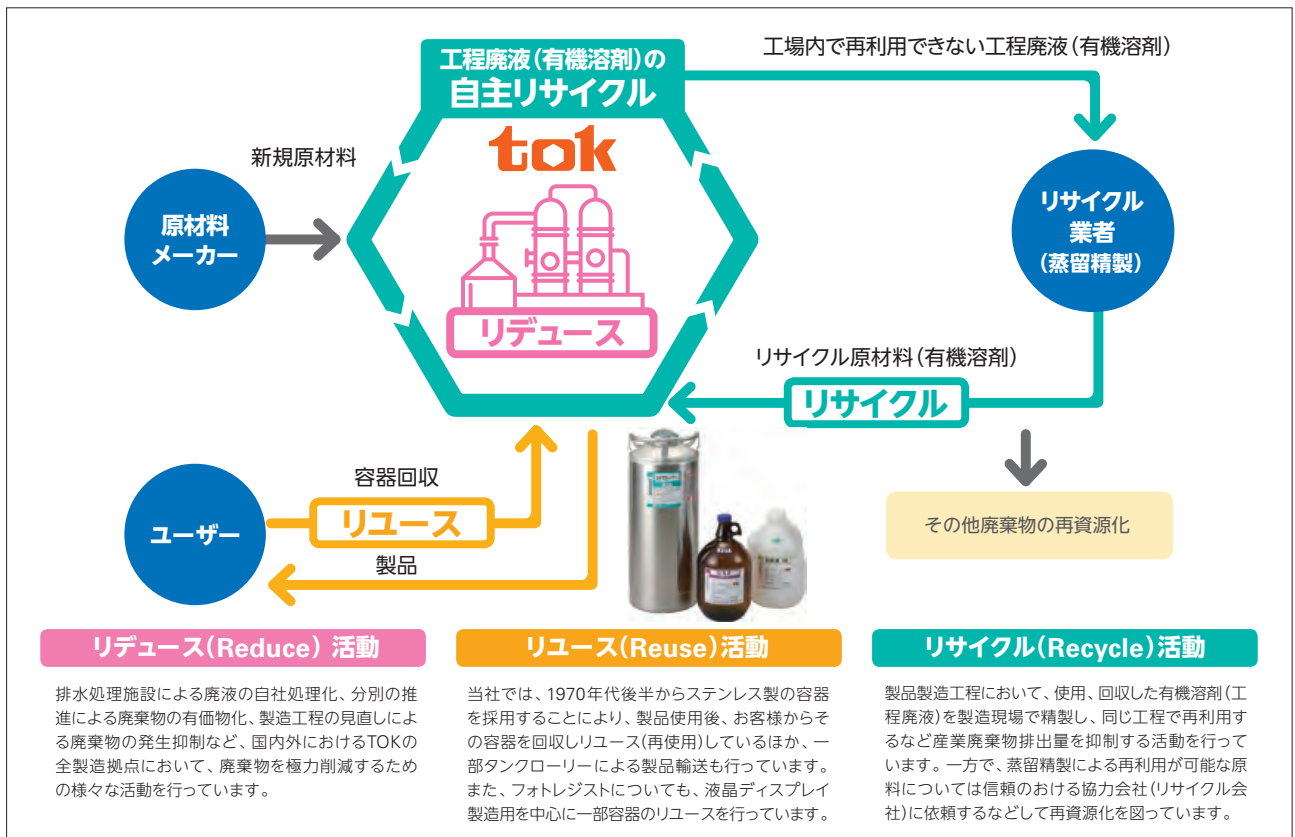 工程廃液(有機溶剤)の
自主リサイクル
工場内で再利用できない工程廃液(有機溶剤)
tok
新規原材料
原材料
メーカー
リサイクル
業者
(蒸留精製)
リデュース
リサイクル原材料(有機溶剤)
リサイクル
容器回収
リユース
ユーザー
製品
その他廃棄物の再資源化
リデュース(Reduce) 活動
排水処理施設による廃液の自社処理化、分別の推
進による廃棄物の有価物化、製造工程の見直しによ
る廃棄物の発生抑制など、国内外におけるTOKの
全製造拠点において、廃棄物を極力削減するため
の様々な活動を行っています。
リユース(Reuse)活動
当社では、1970年代後半からステンレス製の容器
を採用することにより、製品使用後、お客様からそ
の容器を回収しリユース(再使用)しているほか、一
部タンクローリーによる製品輸送も行っています。
また、フォトレジストについても、液晶ディスプレイ
製造用を中心に一部容器のリユースを行っています。
リサイクル(Recycle)活動
製品製造工程において、使用、回収した有機溶剤(工
程廃液)を製造現場で精製し、同じ工程で再利用す
るなど産業廃棄物排出量を抑制する活動を行って
います。一方で、蒸留精製による再利用が可能な原
料については信頼のおける協力会社(リサイクル会
社)に依頼するなどして再資源化を図っています。